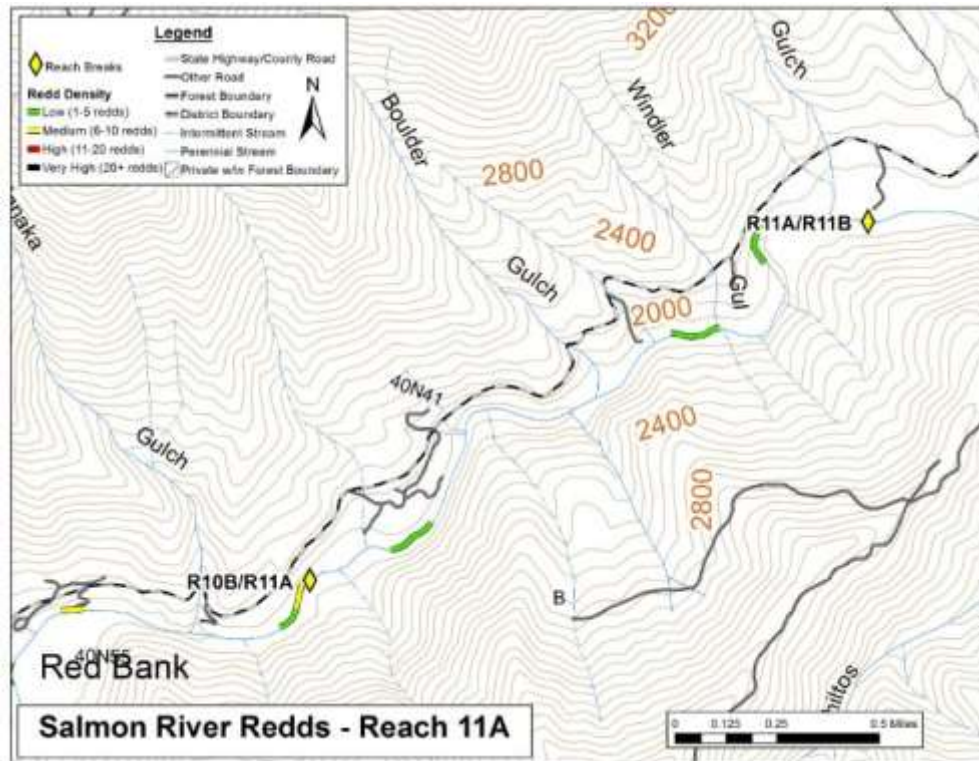 Legend
Reach Breaks
Redd Density
Low (1-5 redds)
Medium (6-10 redds)
High (11-20 redds)
Very High (20+ redds)
State Highway/County Road
Other Road
Forest Boundary
District Boundary
Intermittent Stream
Perennial Stream
Private w/in Forest Boundary
N
3200
Gulch
Boulder
Windler
2800
2400
R11A/R11B
Gulch
Gul
2000
40N41
2400
Gulch
2800
R10B/R11A
B
40N55
Red Bank
Salmon River Redds - Reach 11A
0 0.125 0.25 0.5 Miles